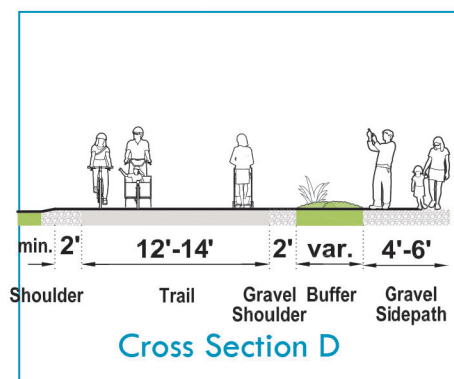 min. 2' 12'-14' 2' var. 4'-6'
Shoulder Trail Gravel Buffer Gravel
Shoulder Sidepath
Cross Section D